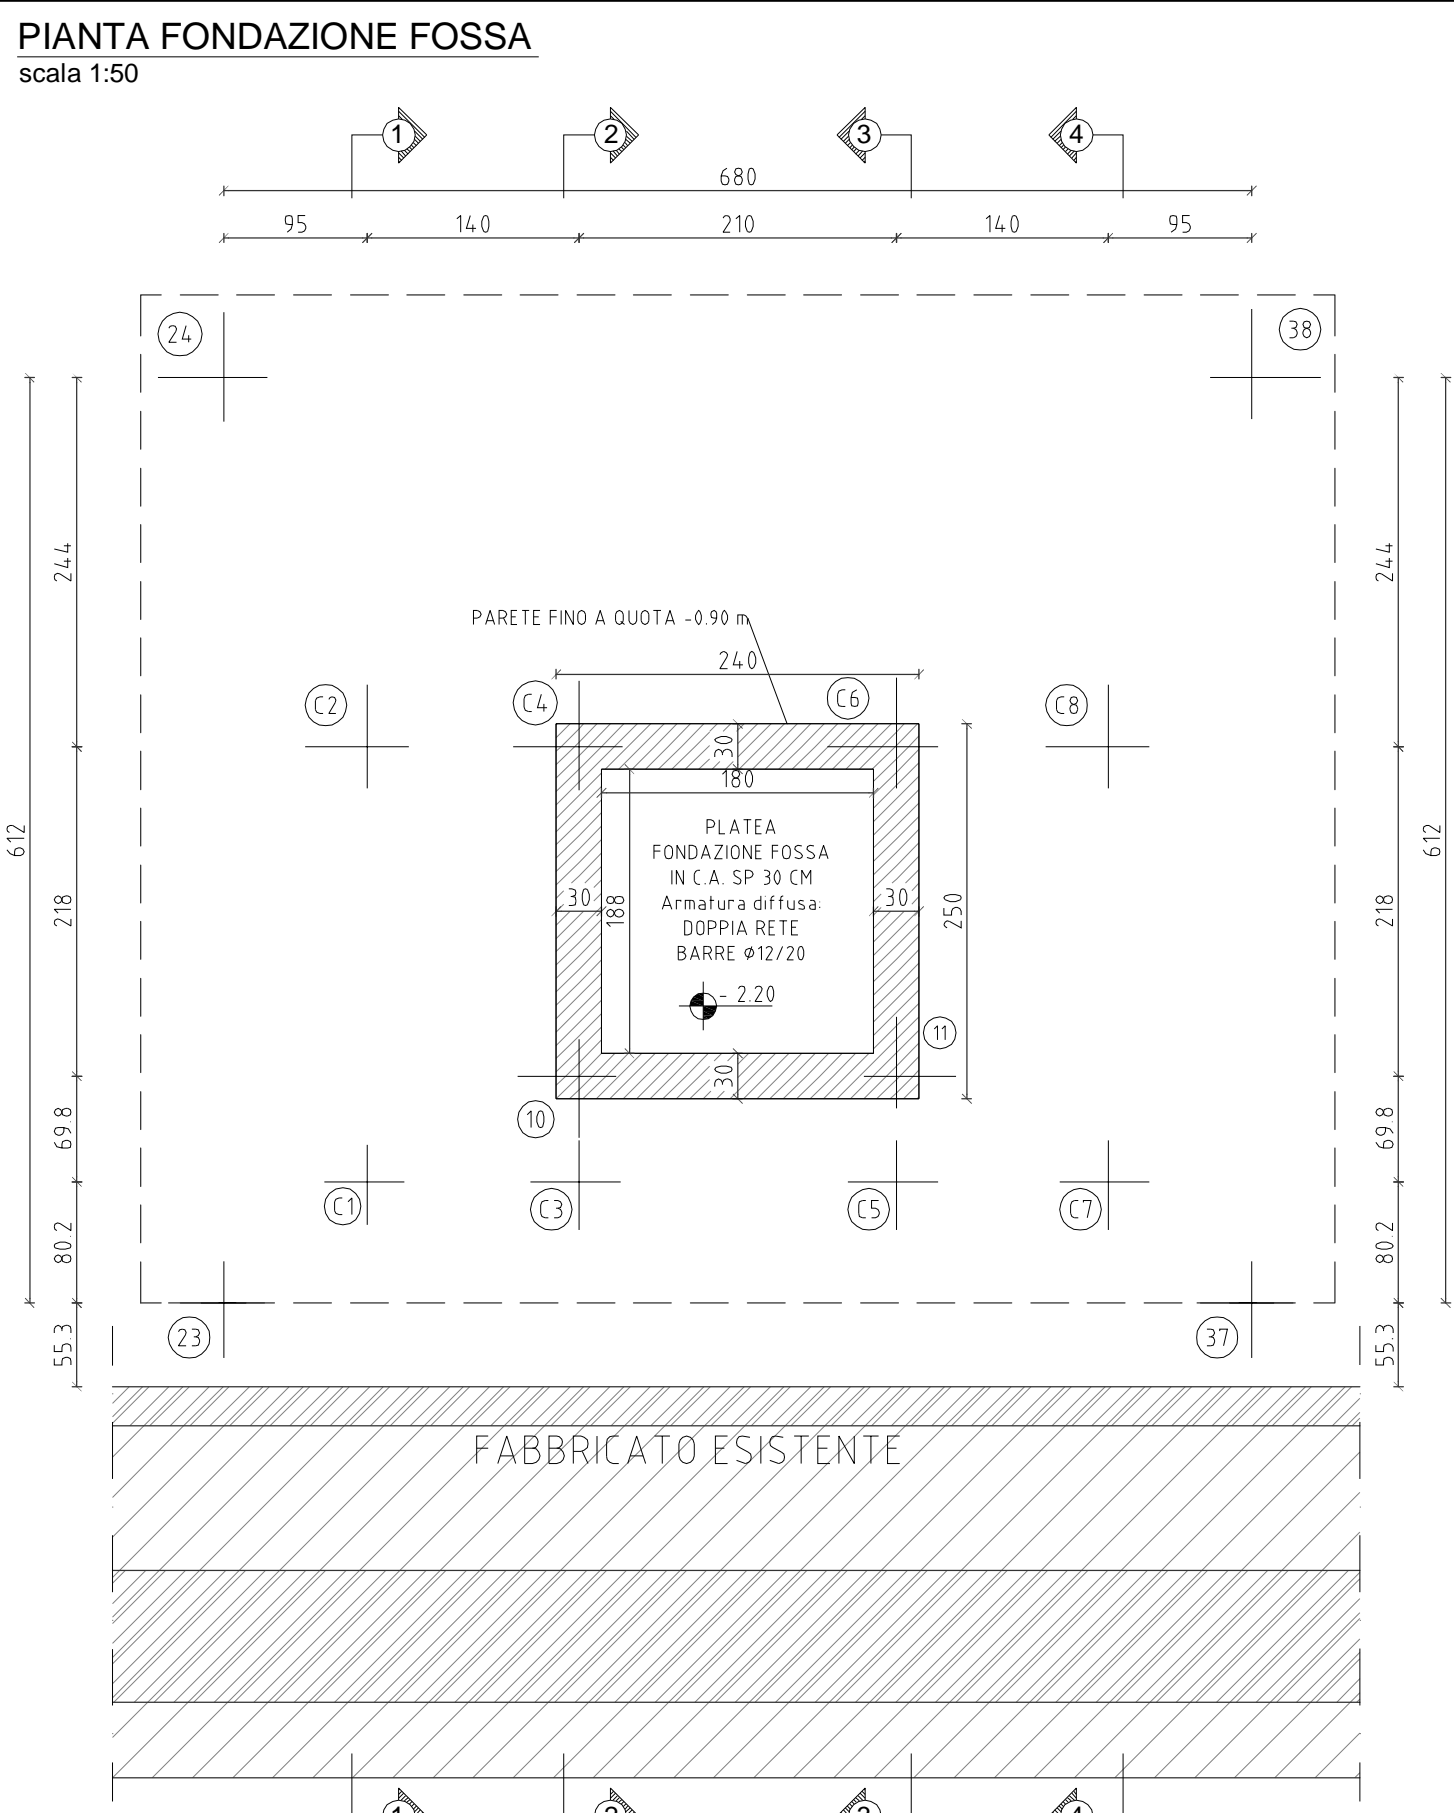 PIANTA FONDAZIONE FOSSA
scala 1:50
1 2 3 4
680
95 140 210 140 95
24 38
244 244
PARETE FINO A QUOTA -0.90 m
240
C2 C4 C6 C8
30
180
612 612
PLATEA
FONDAZIONE FOSSA
IN C.A. SP 30 CM
Armatura diffusa:
DOPPIA RETE
BARRE ø12/20
218 30 188 30 250 218
- 2.20
11
30
10
69.8 69.8
C1 C3 C5 C7
80.2 80.2
23 37
55.3 55.3
FABBRICATO ESISTENTE
1 2 3 4